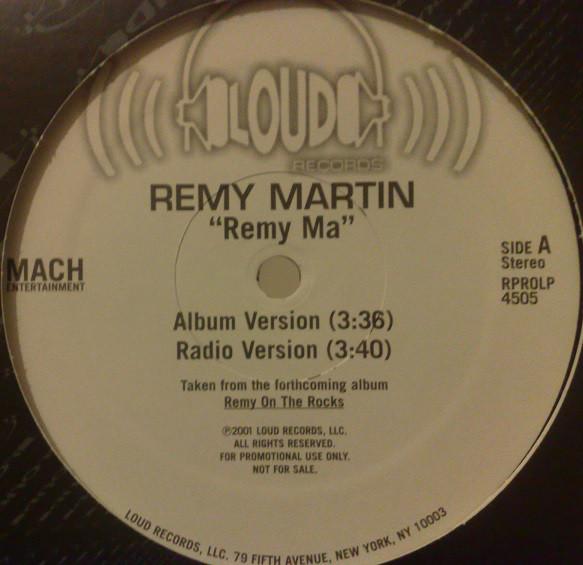 LOUD
RECORDS
REMY MARTIN
“Remy Ma”
SIDE A
Stereo
RPROLP
4505
MACH
ENTERTAINMENT
Album Version (3:36)
Radio Version (3:40)
Taken from the forthcoming album
Remy On The Rocks
℗2001 LOUD RECORDS, LLC.
ALL RIGHTS RESERVED.
FOR PROMOTIONAL USE ONLY.
NOT FOR SALE.
LOUD RECORDS, LLC. 79 FIFTH AVENUE, NEW YORK, NY 10003